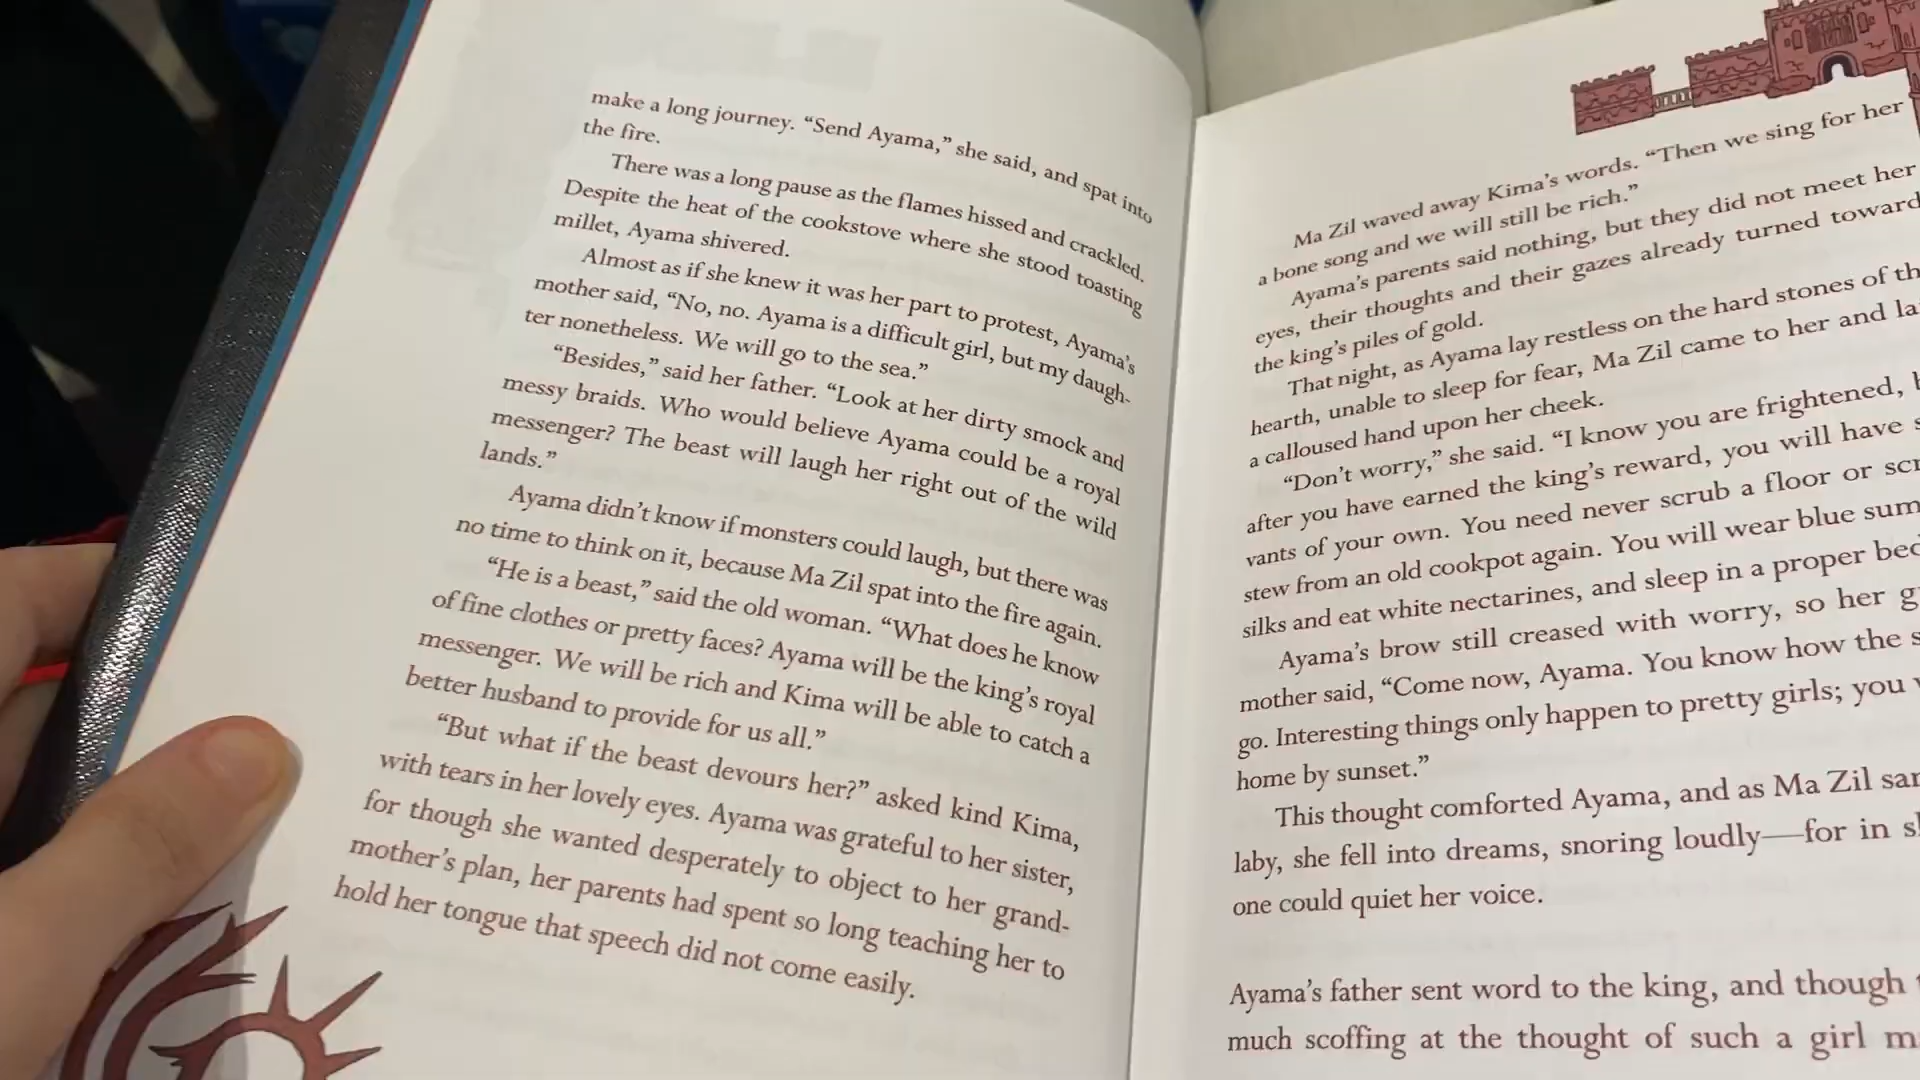 make a long journey. “Send Ayama,” she said, and spat into
the fire.
There was a long pause as the flames hissed and crackled.
Despite the heat of the cookstove where she stood toasting
millet, Ayama shivered.
Almost as if she knew it was her part to protest, Ayama’s
mother said, “No, no. Ayama is a difficult girl, but my daugh-
ter nonetheless. We will go to the sea.”
“Besides,” said her father. “Look at her dirty smock and
messy braids. Who would believe Ayama could be a royal
messenger? The beast will laugh her right out of the wild
lands.”
Ayama didn’t know if monsters could laugh, but there was
no time to think on it, because Ma Zil spat into the fire again.
“He is a beast,” said the old woman. “What does he know
of fine clothes or pretty faces? Ayama will be the king’s royal
messenger. We will be rich and Kima will be able to catch a
better husband to provide for us all.”
“But what if the beast devours her?” asked kind Kima,
with tears in her lovely eyes. Ayama was grateful to her sister,
for though she wanted desperately to object to her grand-
mother’s plan, her parents had spent so long teaching her to
hold her tongue that speech did not come easily.
Ma Zil waved away Kima’s words. “Then we sing for her
a bone song and we will still be rich.”
Ayama’s parents said nothing, but they did not meet her
eyes, their thoughts and their gazes already turned toward
the king’s piles of gold.
That night, as Ayama lay restless on the hard stones of th
hearth, unable to sleep for fear, Ma Zil came to her and la
a calloused hand upon her cheek.
“Don’t worry,” she said. “I know you are frightened, b
after you have earned the king’s reward, you will have s
vants of your own. You need never scrub a floor or scr
stew from an old cookpot again. You will wear blue sum
silks and eat white nectarines, and sleep in a proper bed
Ayama’s brow still creased with worry, so her g
mother said, “Come now, Ayama. You know how the s
go. Interesting things only happen to pretty girls; you
home by sunset.”
This thought comforted Ayama, and as Ma Zil san
laby, she fell into dreams, snoring loudly—for in sl
one could quiet her voice.
Ayama’s father sent word to the king, and though
much scoffing at the thought of such a girl m